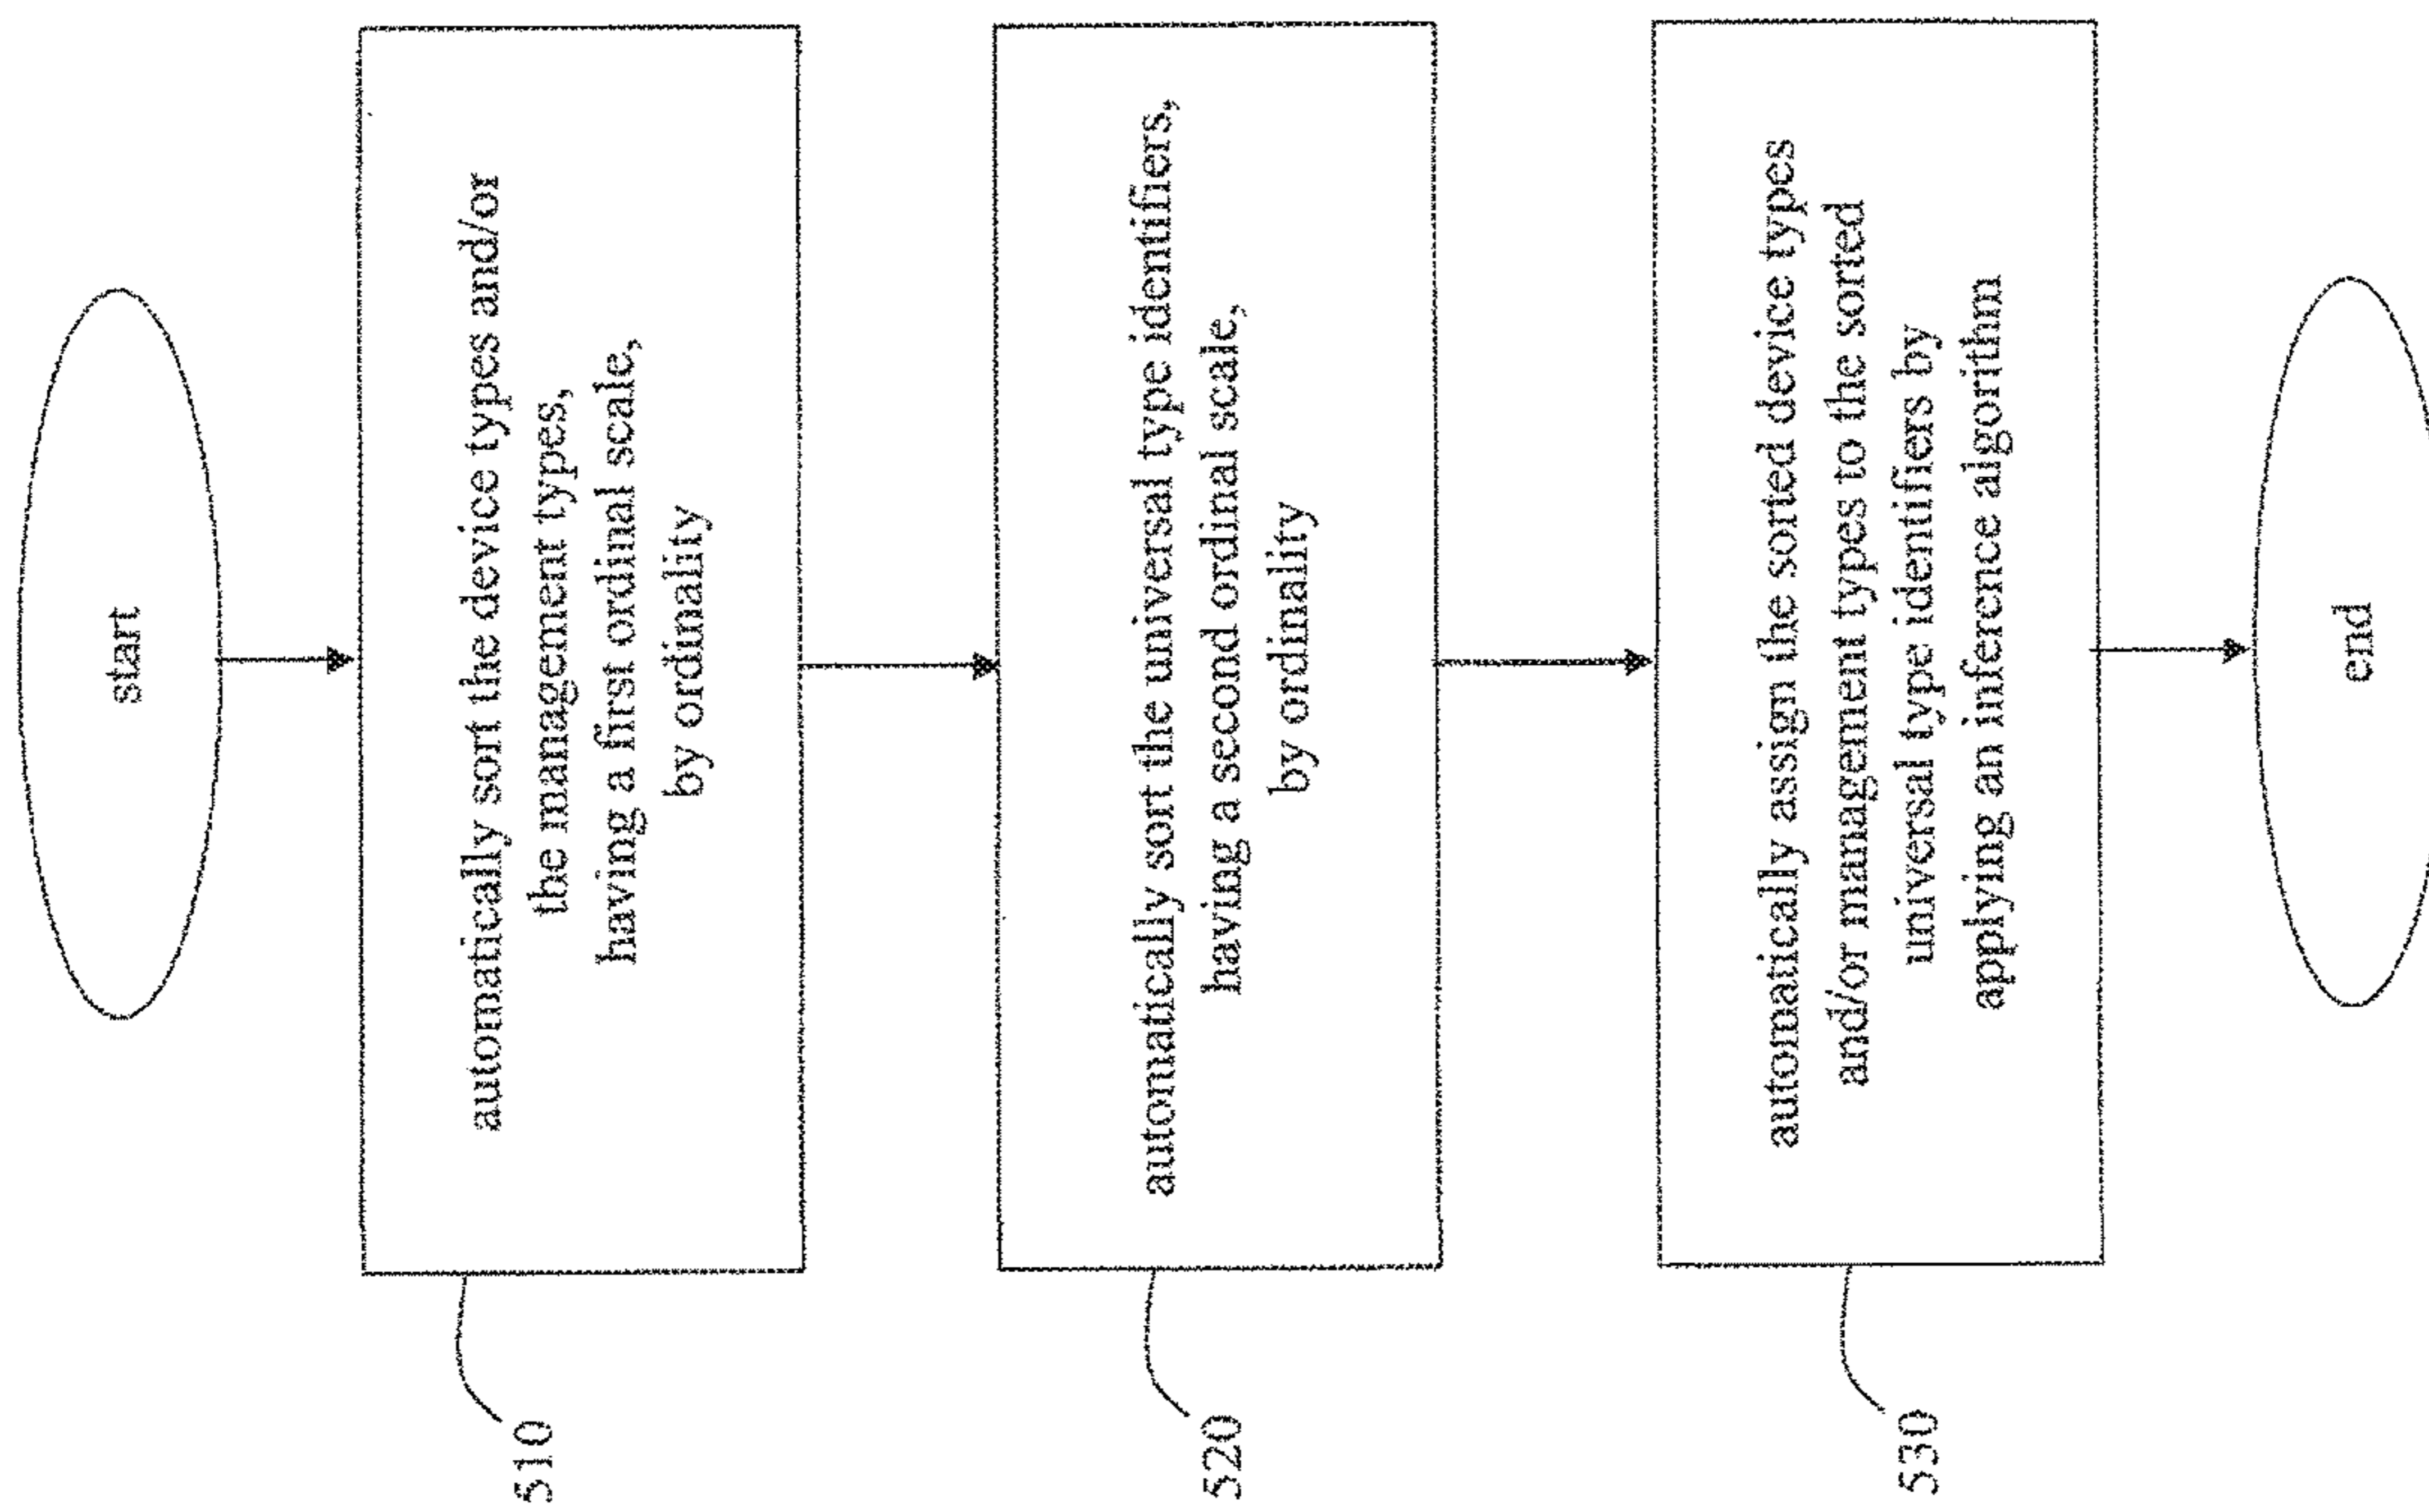 start
automatically sort the device types and/or
the management types,
having a first ordinal scale,
by ordinality
510
automatically sort the universal type identifiers,
having a second ordinal scale,
by ordinality
520
automatically assign the sorted device types
and/or management types to the sorted
universal type identifiers by
applying an inference algorithm
530
end